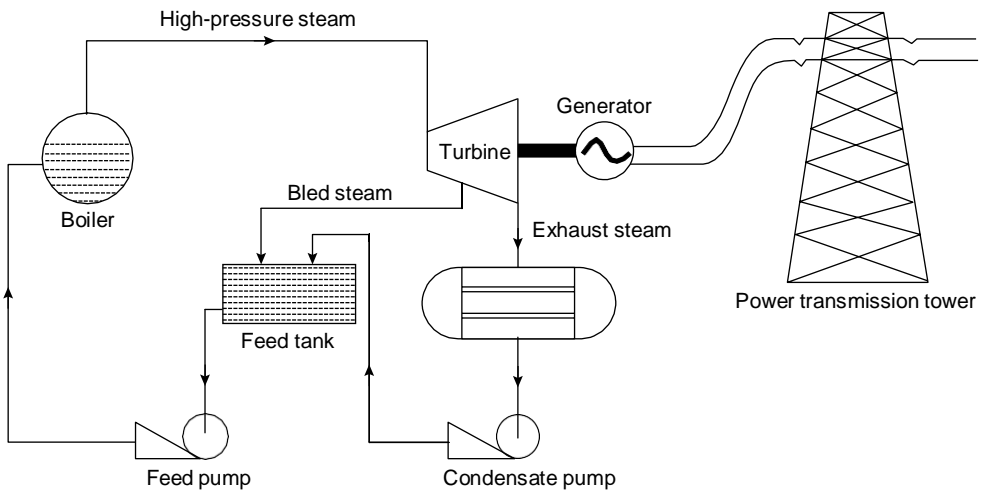 High-pressure steam
Generator
Turbine
Boiler
Bled steam
Exhaust steam
Power transmission tower
Feed tank
Feed pump
Condensate pump